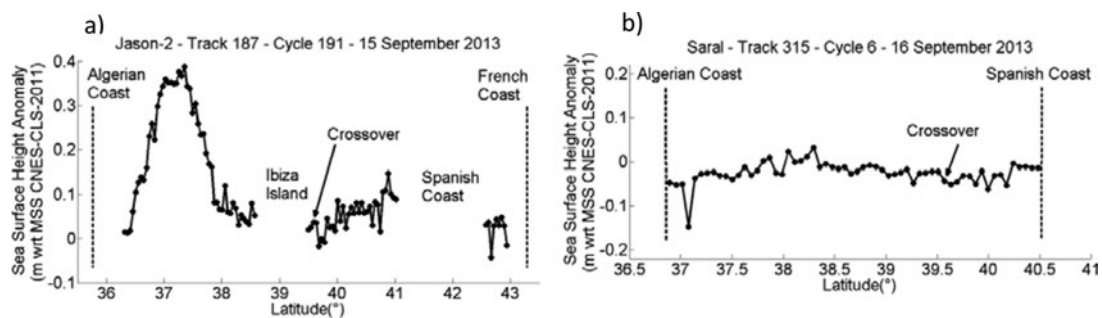 a)
Jason-2 - Track 187 - Cycle 191 - 15 September 2013
Sea Surface Height Anomaly
(m wrt MSS CNES-CLS-2011)
0.4
0.3
0.2
0.1
0
-0.1
Algerian
Coast
French
Coast
Crossover
Ibiza
Island
Spanish
Coast
36 37 38 39 40 41 42 43
Latitude(°)
b)
Saral - Track 315 - Cycle 6 - 16 September 2013
Sea Surface Height Anomaly
(m wrt MSS CNES-CLS-2011)
0.2
0.1
0
-0.1
-0.2
Algerian Coast
Spanish Coast
Crossover
36.5 37 37.5 38 38.5 39 39.5 40 40.5 41
Latitude(°)